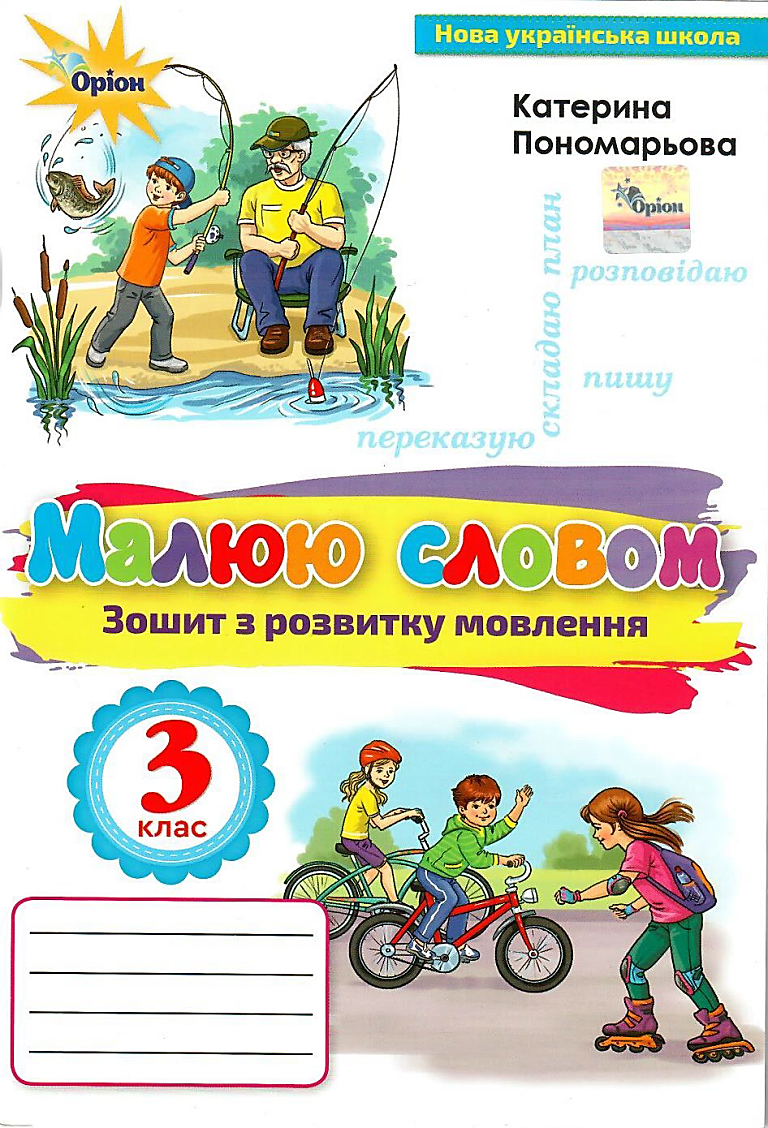 Оріон
Нова українська школа
Катерина
Пономарьова
Оріон
складаю план
розповідаю
пишу
переказую
Малюю словом
Зошит з розвитку мовлення
3
клас